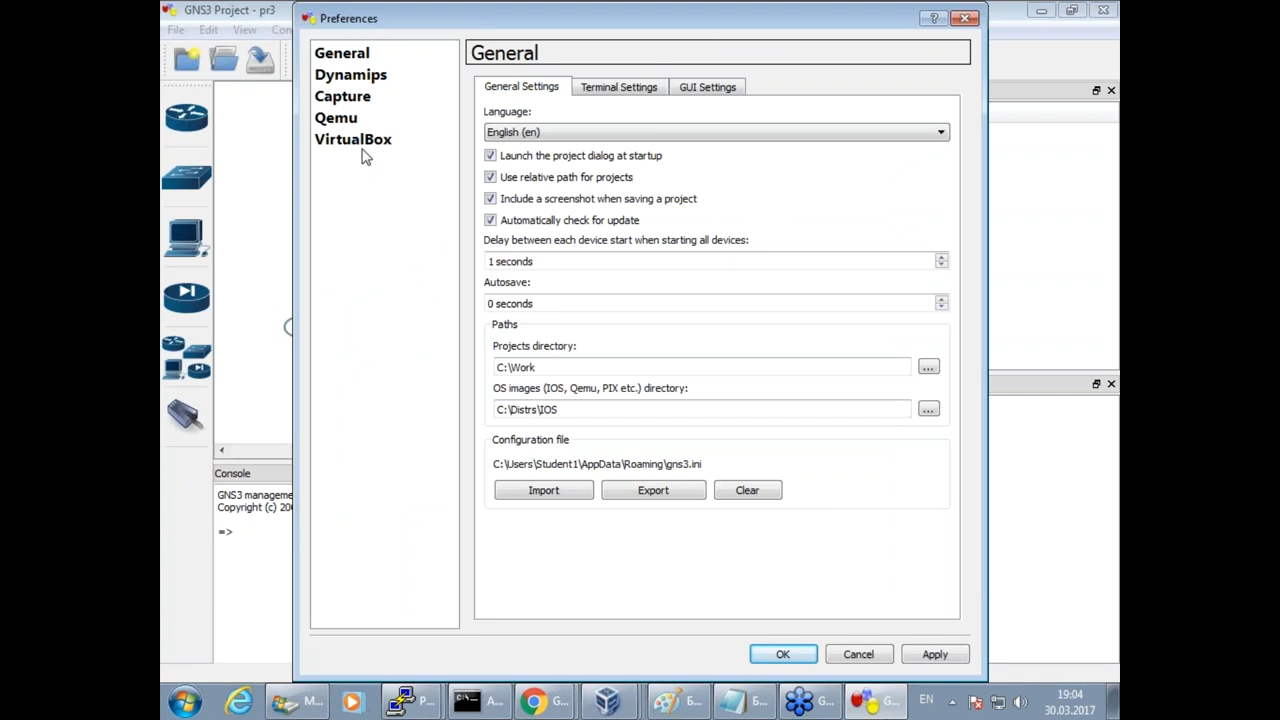 GNS3 Project - pr3
File Edit View Con
Preferences
General
Dynamips
Capture
Qemu
VirtualBox
General
General Settings
Terminal Settings
GUI Settings
Language:
English (en)
Launch the project dialog at startup
Use relative path for projects
Include a screenshot when saving a project
Automatically check for update
Delay between each device start when starting all devices:
1 seconds
Autosave:
0 seconds
Paths
Projects directory:
C:\Work
...
OS images (IOS, Qemu, PIX etc.) directory:
C:\Distrs\IOS
...
Configuration file
C:\Users\Student1\AppData\Roaming\gns3.ini
Import
Export
Clear
OK
Cancel
Apply
Console
GNS3 manageme
Copyright (c) 200
=>
M...
P...
A...
G...
Б...
Б...
G...
G...
EN
19:04
30.03.2017